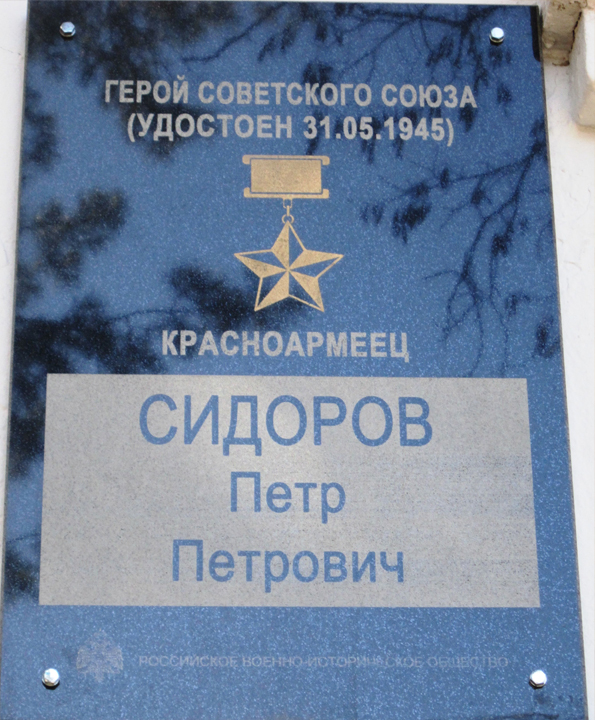 ГЕРОЙ СОВЕТСКОГО СОЮЗА
(УДОСТОЕН 31.05.1945)
КРАСНОАРМЕЕЦ
СИДОРОВ
Петр
Петрович
РОССИЙСКОЕ ВОЕННО-ИСТОРИЧЕСКОЕ ОБЩЕСТВО